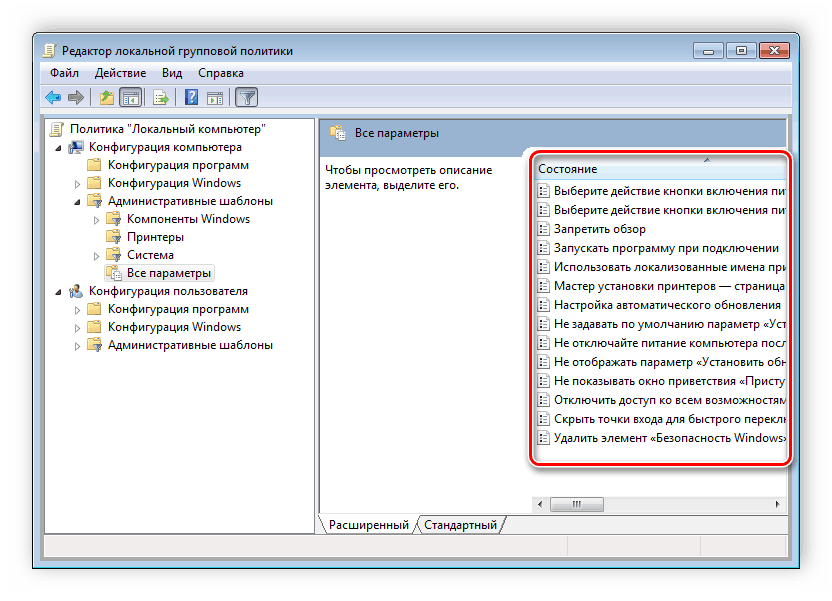 Редактор локальной групповой политики
Файл Действие Вид Справка
Политика "Локальный компьютер"
Конфигурация компьютера
Конфигурация программ
Конфигурация Windows
Административные шаблоны
Компоненты Windows
Принтеры
Система
Все параметры
Конфигурация пользователя
Конфигурация программ
Конфигурация Windows
Административные шаблоны
Все параметры
Чтобы просмотреть описание
элемента, выделите его.
Состояние
Выберите действие кнопки включения пи
Выберите действие кнопки включения пи
Запретить обзор
Запускать программу при подключении
Использовать локализованные имена при
Мастер установки принтеров — страница
Настройка автоматического обновления
Не задавать по умолчанию параметр «Уст
Не отключайте питание компьютера посл
Не отображать параметр «Установить обн
Не показывать окно приветствия «Присту
Отключить доступ ко всем возможностям
Скрыть точки входа для быстрого перекл
Удалить элемент «Безопасность Windows»
Расширенный Стандартный